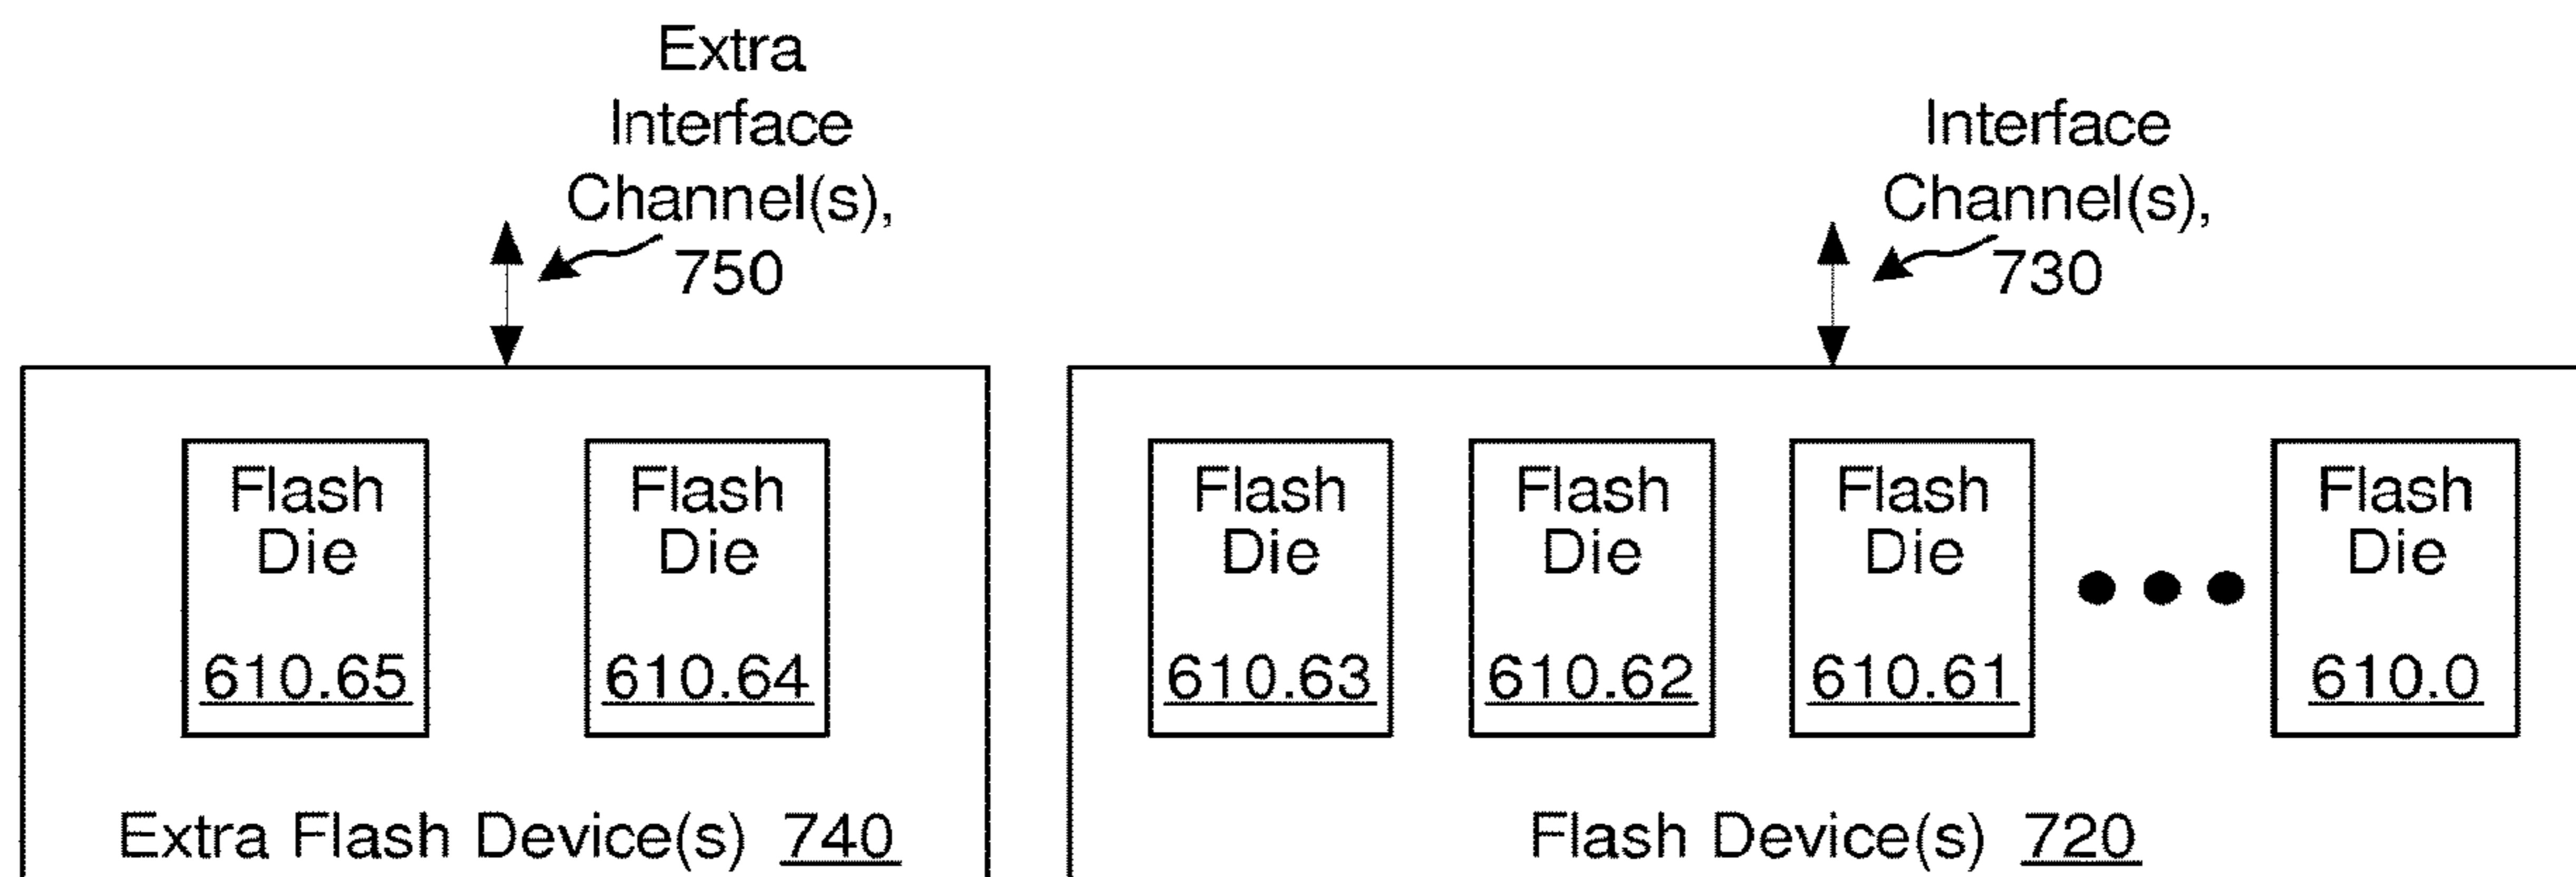 Extra
Interface
Channel(s),
750
Interface
Channel(s),
730
Flash
Die
610.65
Flash
Die
610.64
Extra Flash Device(s) 740
Flash
Die
610.63
Flash
Die
610.62
Flash
Die
610.61
Flash
Die
610.0
Flash Device(s) 720